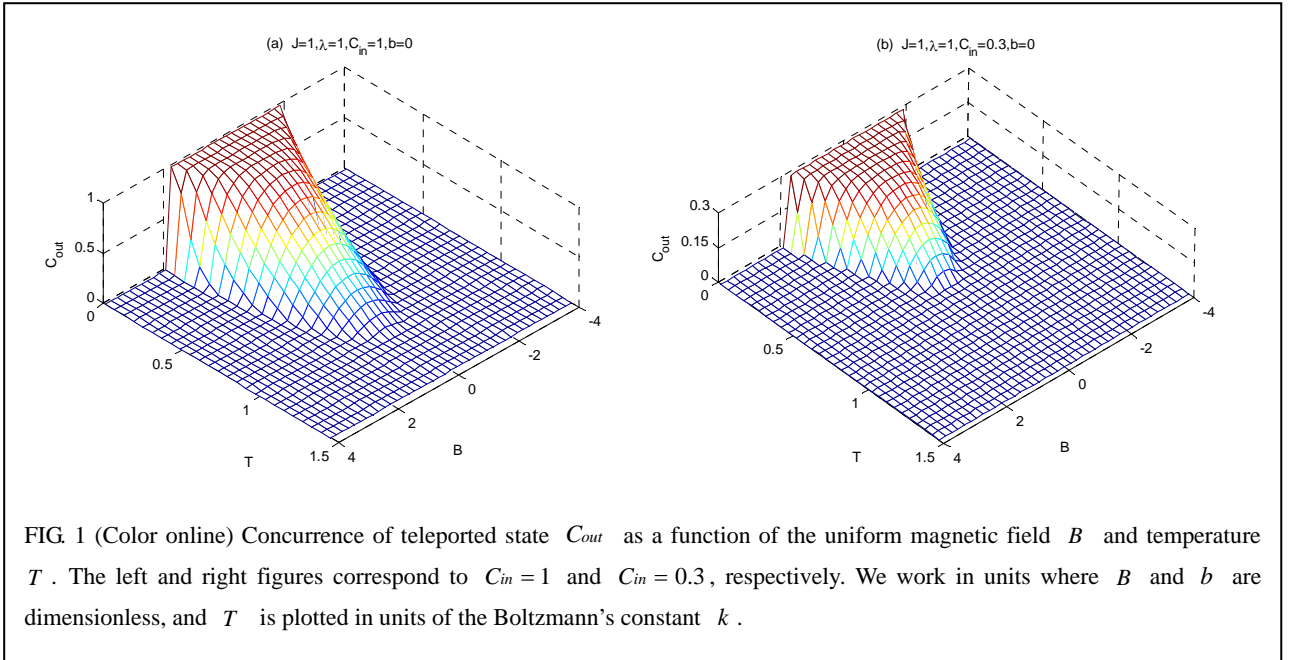 (a) J=1,λ=1,C_in=1,b=0
1
0.5
0
C_out
0
0.5
1
1.5
T
4
2
0
-2
-4
B
(b) J=1,λ=1,C_in=0.3,b=0
0.3
0.15
0
C_out
0
0.5
1
1.5
T
4
2
0
-2
-4
B
FIG. 1 (Color online) Concurrence of teleported state C_out as a function of the uniform magnetic field B and temperature
T . The left and right figures correspond to C_in = 1 and C_in = 0.3 , respectively. We work in units where B and b are
dimensionless, and T is plotted in units of the Boltzmann's constant k .